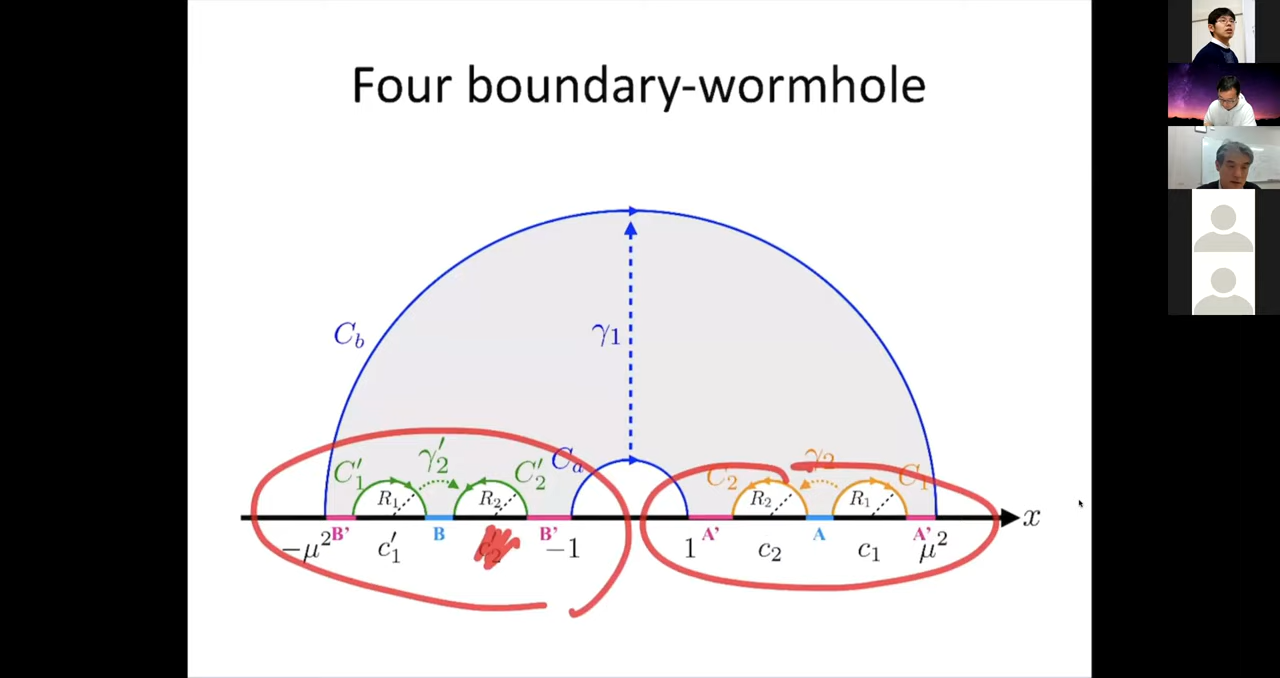 Four boundary-wormhole
C_b
γ_1
C_a
C'_1
γ'_2
C'_2
C_2
γ_2
C_1
R_1
R_2
R_2
R_1
x
B'
B
B'
A'
A
A'
-μ^2
c'_1
c'_2
-1
1
c_2
c_1
μ^2